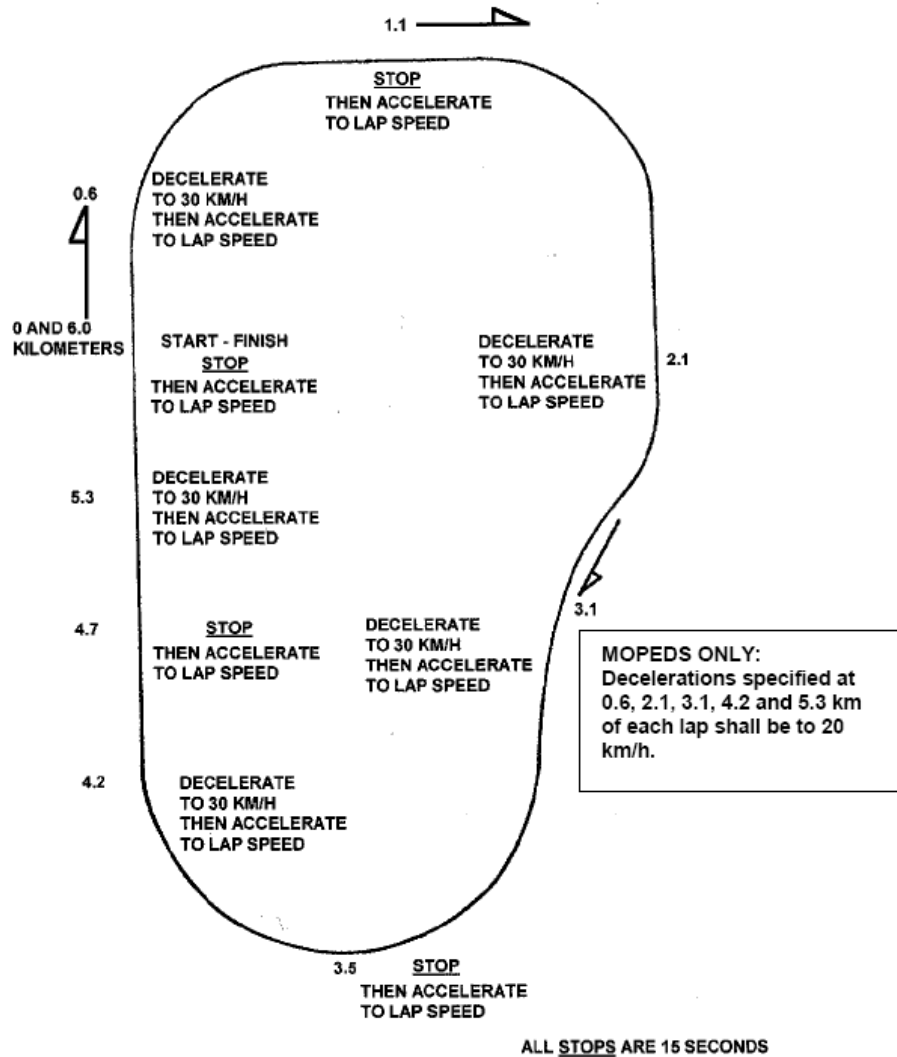 1.1
STOP
THEN ACCELERATE
TO LAP SPEED
0.6
DECELERATE
TO 30 KM/H
THEN ACCELERATE
TO LAP SPEED
0 AND 6.0
KILOMETERS
START - FINISH
STOP
THEN ACCELERATE
TO LAP SPEED
DECELERATE
TO 30 KM/H
THEN ACCELERATE
TO LAP SPEED
2.1
5.3
DECELERATE
TO 30 KM/H
THEN ACCELERATE
TO LAP SPEED
3.1
4.7
STOP
THEN ACCELERATE
TO LAP SPEED
DECELERATE
TO 30 KM/H
THEN ACCELERATE
TO LAP SPEED
MOPEDS ONLY:
Decelerations specified at
0.6, 2.1, 3.1, 4.2 and 5.3 km
of each lap shall be to 20
km/h.
4.2
DECELERATE
TO 30 KM/H
THEN ACCELERATE
TO LAP SPEED
3.5
STOP
THEN ACCELERATE
TO LAP SPEED
ALL STOPS ARE 15 SECONDS